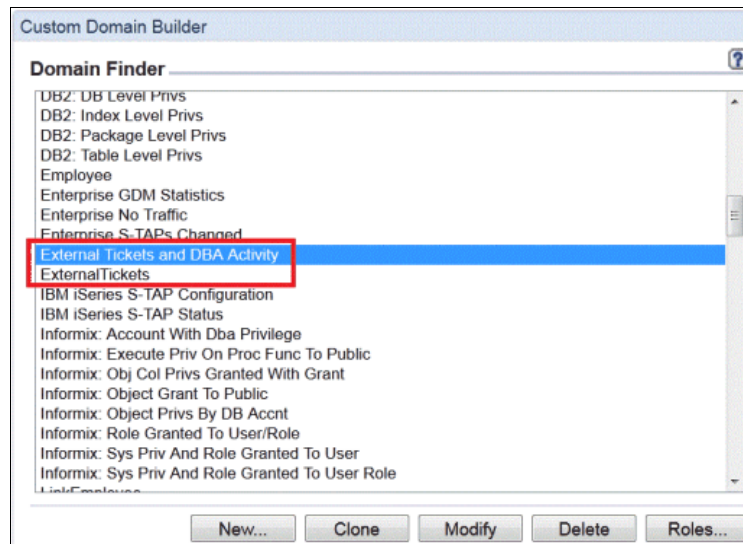 Custom Domain Builder
Domain Finder
?
DB2: DB Level Privs
DB2: Index Level Privs
DB2: Package Level Privs
DB2: Table Level Privs
Employee
Enterprise GDM Statistics
Enterprise No Traffic
Enterprise S-TAPs Changed
External Tickets and DBA Activity
ExternalTickets
IBM iSeries S-TAP Configuration
IBM iSeries S-TAP Status
Informix: Account With Dba Privilege
Informix: Execute Priv On Proc Func To Public
Informix: Obj Col Privs Granted With Grant
Informix: Object Grant To Public
Informix: Object Privs By DB Accnt
Informix: Role Granted To User/Role
Informix: Sys Priv And Role Granted To User
Informix: Sys Priv And Role Granted To User Role
LinkEmployee
New... Clone Modify Delete Roles...